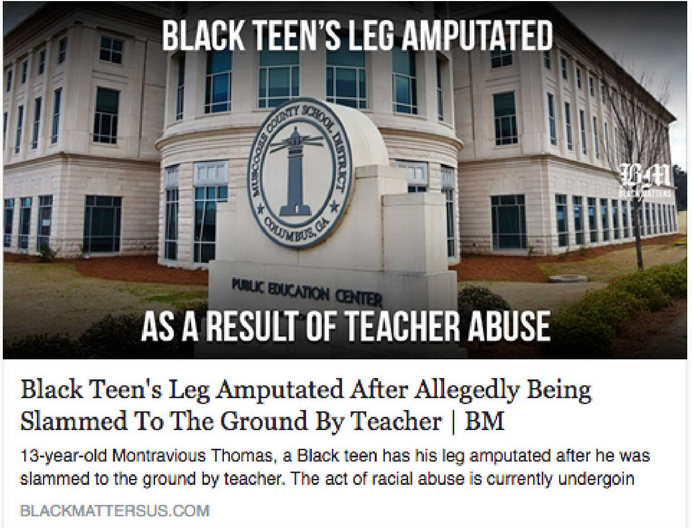 BLACK TEEN'S LEG AMPUTATED
MUSCOGEE COUNTY SCHOOL DISTRICT
COLUMBUS, GA
BM
BLACK MATTERS
PUBLIC EDUCATION CENTER
AS A RESULT OF TEACHER ABUSE
Black Teen's Leg Amputated After Allegedly Being
Slammed To The Ground By Teacher | BM
13-year-old Montravious Thomas, a Black teen has his leg amputated after he was
slammed to the ground by teacher. The act of racial abuse is currently undergoin
BLACKMATTERSUS.COM